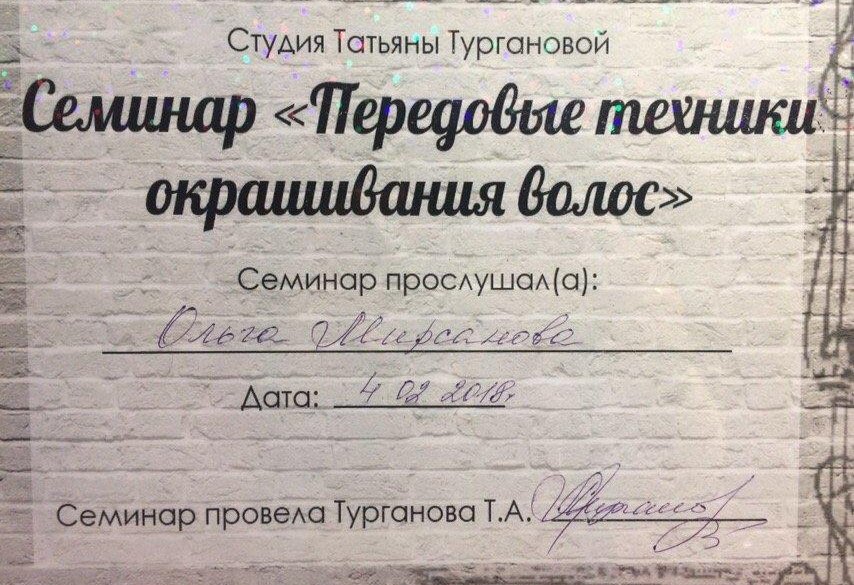 Студия Татьяны Тургановой
Семинар «Передовые техники
окрашивания волос»
Семинар прослушал(а):
Ольга Мирсанова
Дата: 4 02 2018г
Семинар провела Турганова Т.А.